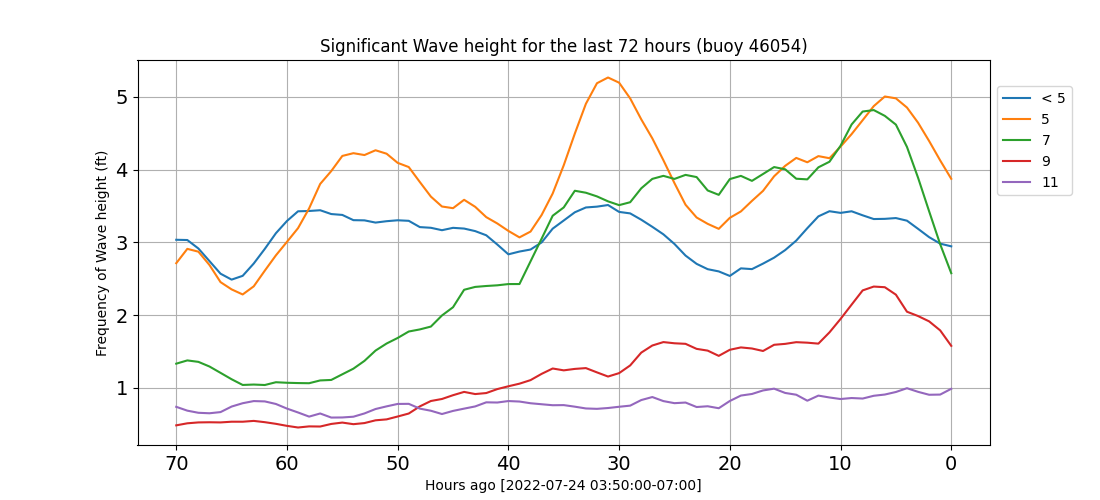 Significant Wave height for the last 72 hours (buoy 46054)
Frequency of Wave height (ft)
5
4
3
2
1
70 60 50 40 30 20 10 0
Hours ago [2022-07-24 03:50:00-07:00]
< 5
5
7
9
11